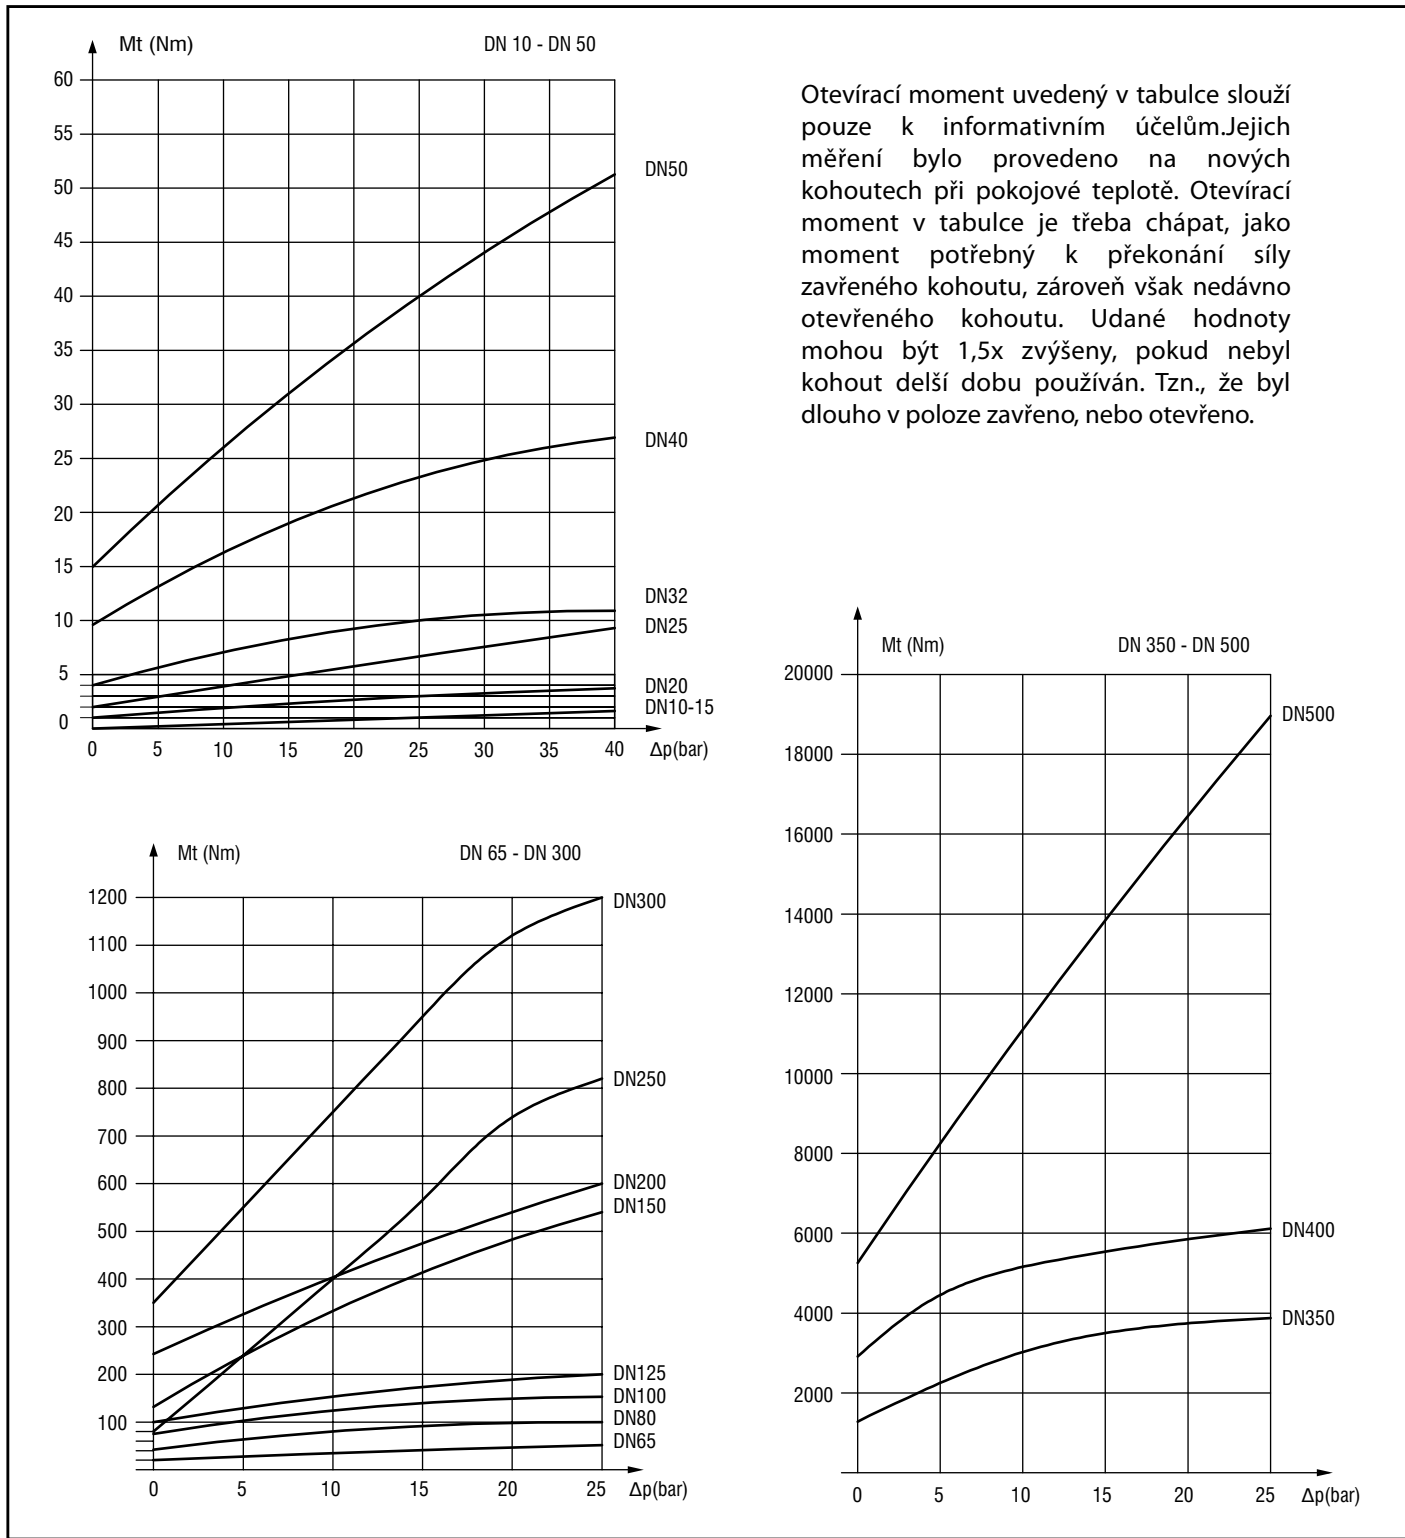 Mt (Nm)
DN 10 - DN 50
60
55
50
45
40
35
30
25
20
15
10
5
0
DN50
DN40
DN32
DN25
DN20
DN10-15
0 5 10 15 20 25 30 35 40 Δp(bar)
Otevírací moment uvedený v tabulce slouží
pouze k informativním účelům.Jejich
měření bylo provedeno na nových
kohoutech při pokojové teplotě. Otevírací
moment v tabulce je třeba chápat, jako
moment potřebný k překonání síly
zavřeného kohoutu, zároveň však nedávno
otevřeného kohoutu. Udané hodnoty
mohou být 1,5x zvýšeny, pokud nebyl
kohout delší dobu používán. Tzn., že byl
dlouho v poloze zavřeno, nebo otevřeno.
Mt (Nm)
DN 65 - DN 300
1200
1100
1000
900
800
700
600
500
400
300
200
100
DN300
DN250
DN200
DN150
DN125
DN100
DN80
DN65
0 5 10 15 20 25 Δp(bar)
Mt (Nm)
DN 350 - DN 500
20000
18000
16000
14000
12000
10000
8000
6000
4000
2000
DN500
DN400
DN350
0 5 10 15 20 25 Δp(bar)